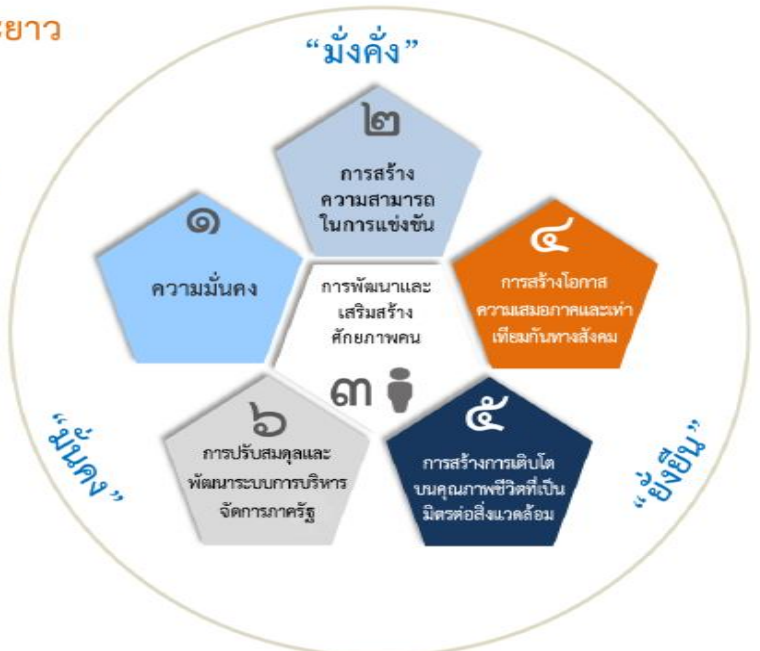 ะยาว
“มั่งคั่ง”
๒
การสร้าง
ความสามารถ
ในการแข่งขัน
๑
ความมั่นคง
๔
การสร้างโอกาส
ความเสมอภาคและเท่า
เทียมกันทางสังคม
การพัฒนาและ
เสริมสร้าง
ศักยภาพคน
๓
๖
การปรับสมดุลและ
พัฒนาระบบการบริหาร
จัดการภาครัฐ
๕
การสร้างการเติบโต
บนคุณภาพชีวิตที่เป็น
มิตรต่อสิ่งแวดล้อม
“มั่นคง”
“ยั่งยืน”